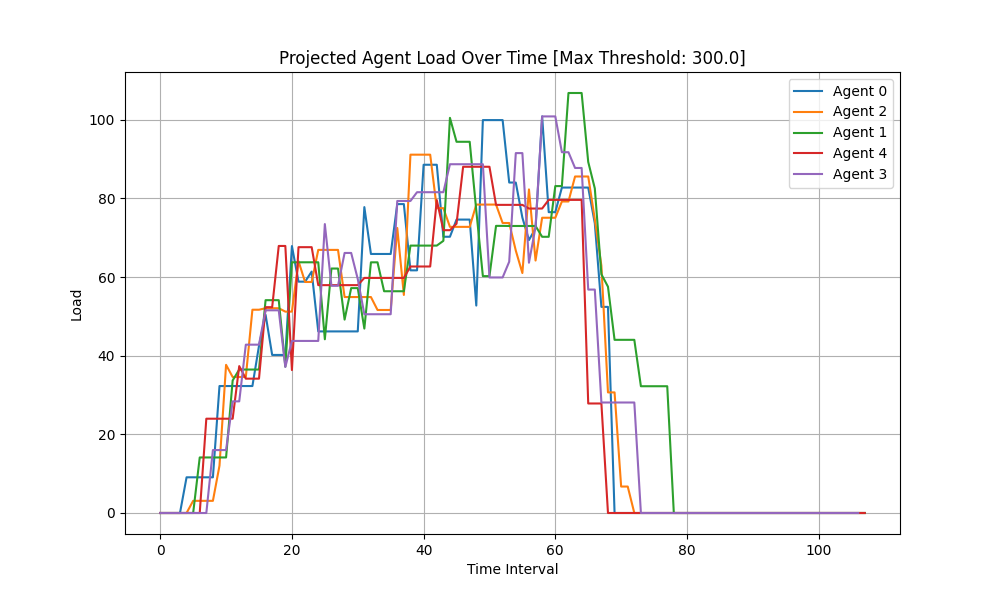 Projected Agent Load Over Time [Max Threshold: 300.0]
Agent 0
Agent 2
Agent 1
Agent 4
Agent 3
100
80
60
40
20
0
Load
0 20 40 60 80 100
Time Interval